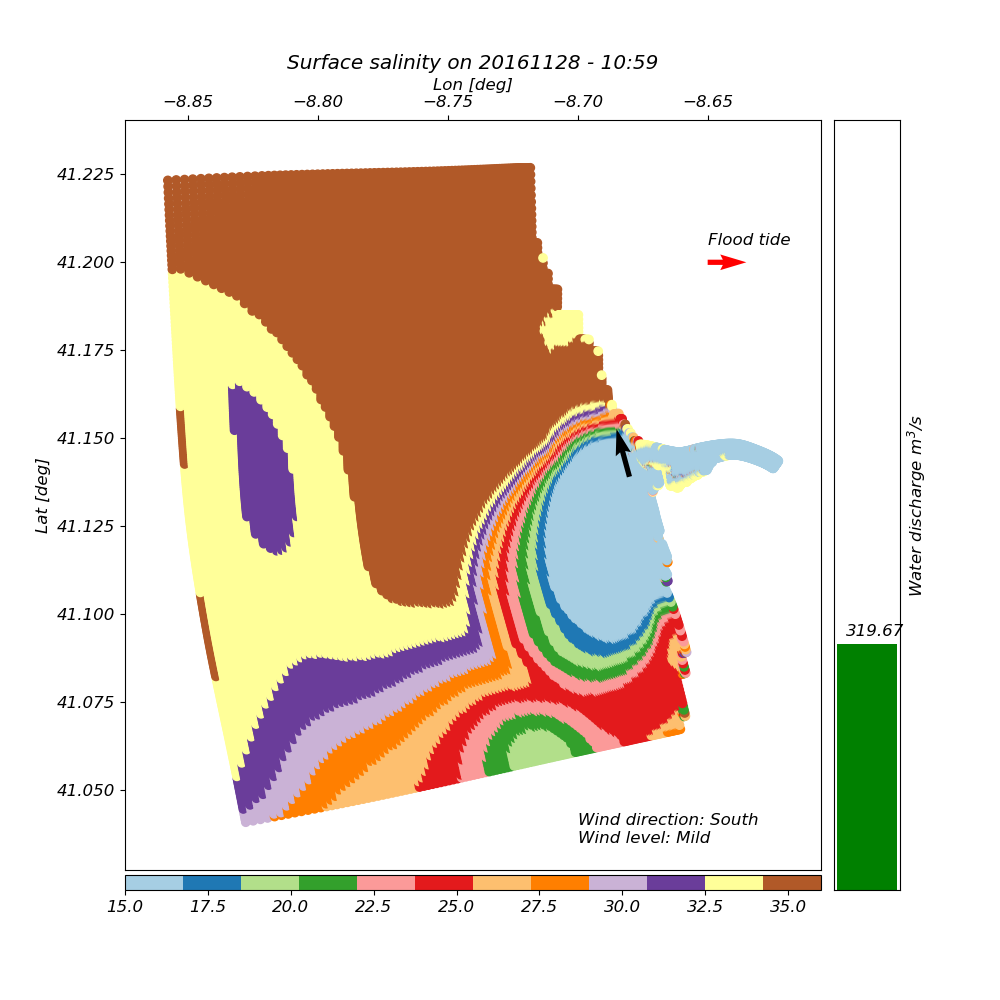 Surface salinity on 20161128 - 10:59
Lon [deg]
−8.85 −8.80 −8.75 −8.70 −8.65
41.225
41.200
41.175
41.150
41.125
41.100
41.075
41.050
Lat [deg]
Flood tide
Wind direction: South
Wind level: Mild
15.0 17.5 20.0 22.5 25.0 27.5 30.0 32.5 35.0
319.67
Water discharge m³/s